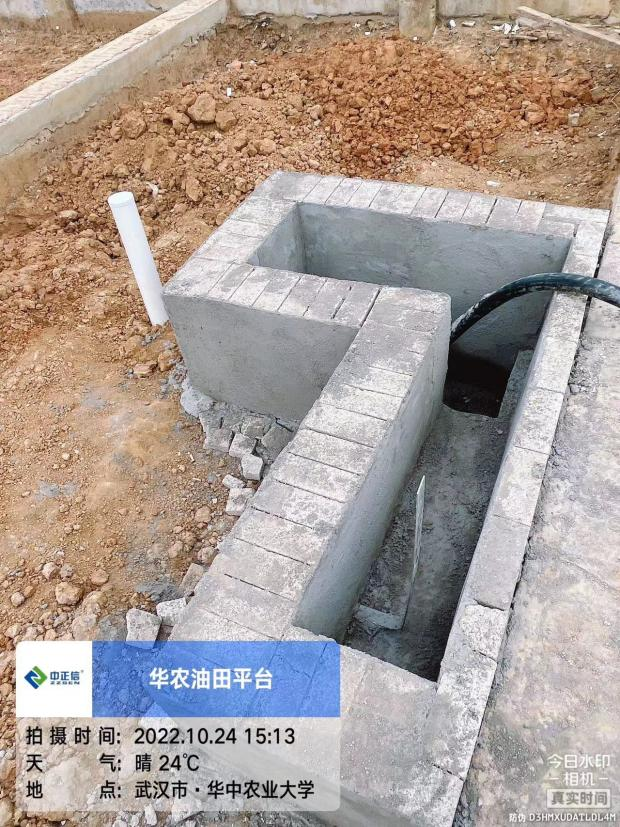 中正信®
ZZSEN
华农油田平台
拍摄时间: 2022.10.24 15:13
天 气: 晴 24℃
地 点: 武汉市·华中农业大学
今日水印
相机
真实时间
防伪 D3HMXUDATLDL4M